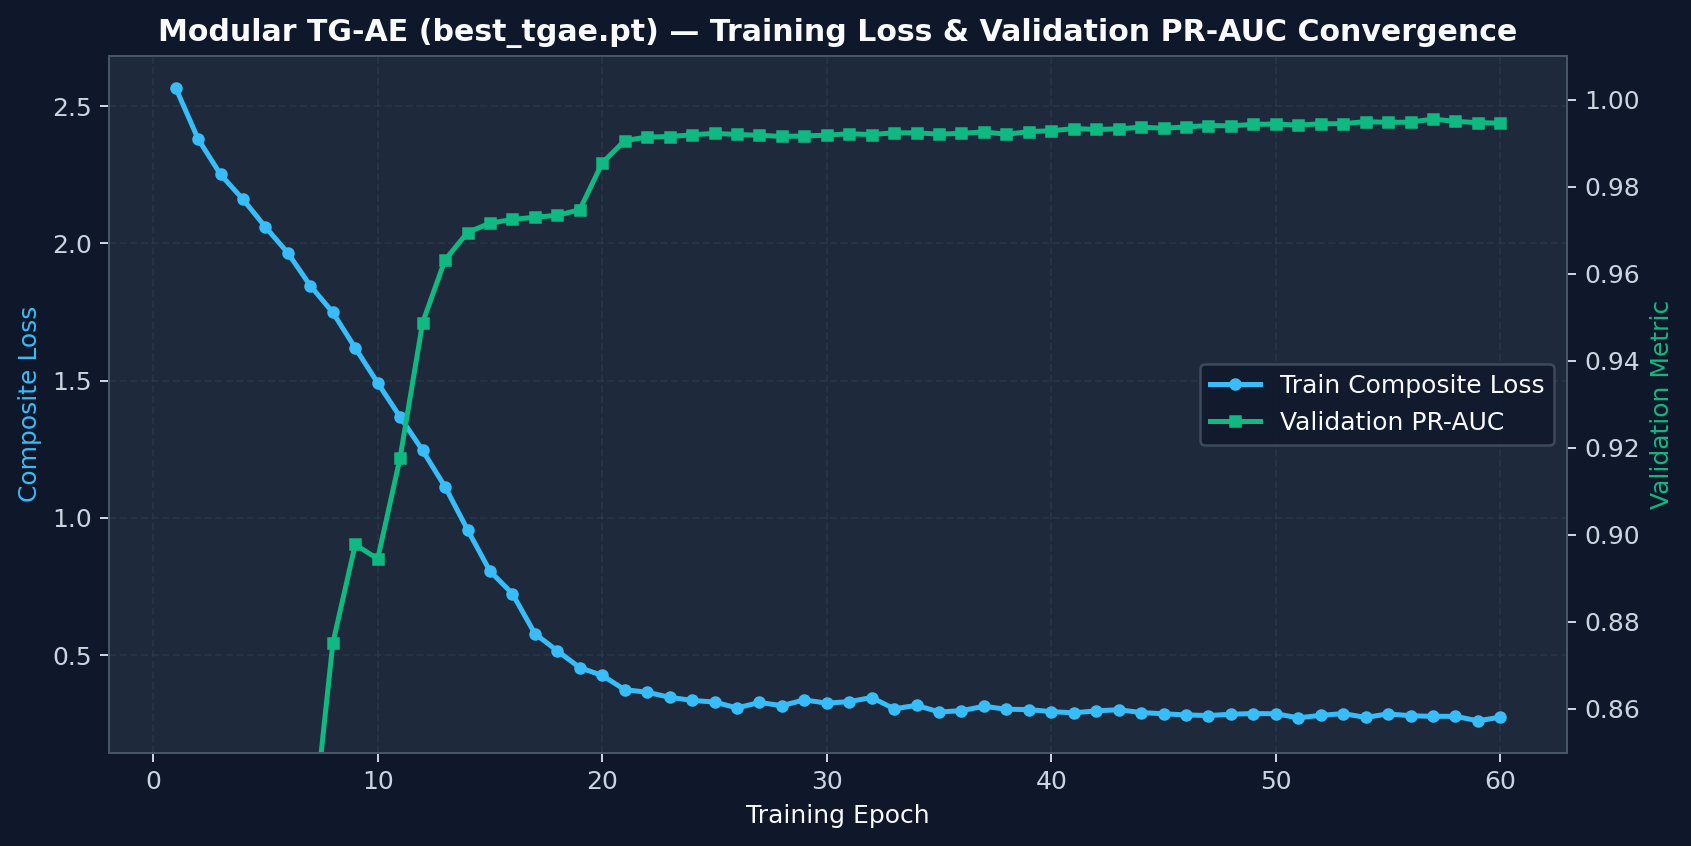 Modular TG-AE (best_tgae.pt) — Training Loss & Validation PR-AUC Convergence
Composite Loss
2.5
2.0
1.5
1.0
0.5
Train Composite Loss
Validation PR-AUC
1.00
0.98
0.96
0.94
0.92
0.90
0.88
0.86
Validation Metric
0 10 20 30 40 50 60
Training Epoch